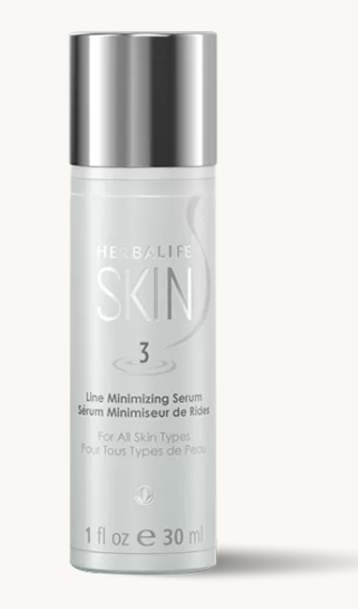 HERBALIFE
SKIN
3
Line Minimizing Serum
Sérum Minimiseur de Rides
For All Skin Types
Pour Tous Types de Peau
1 fl oz e 30 ml